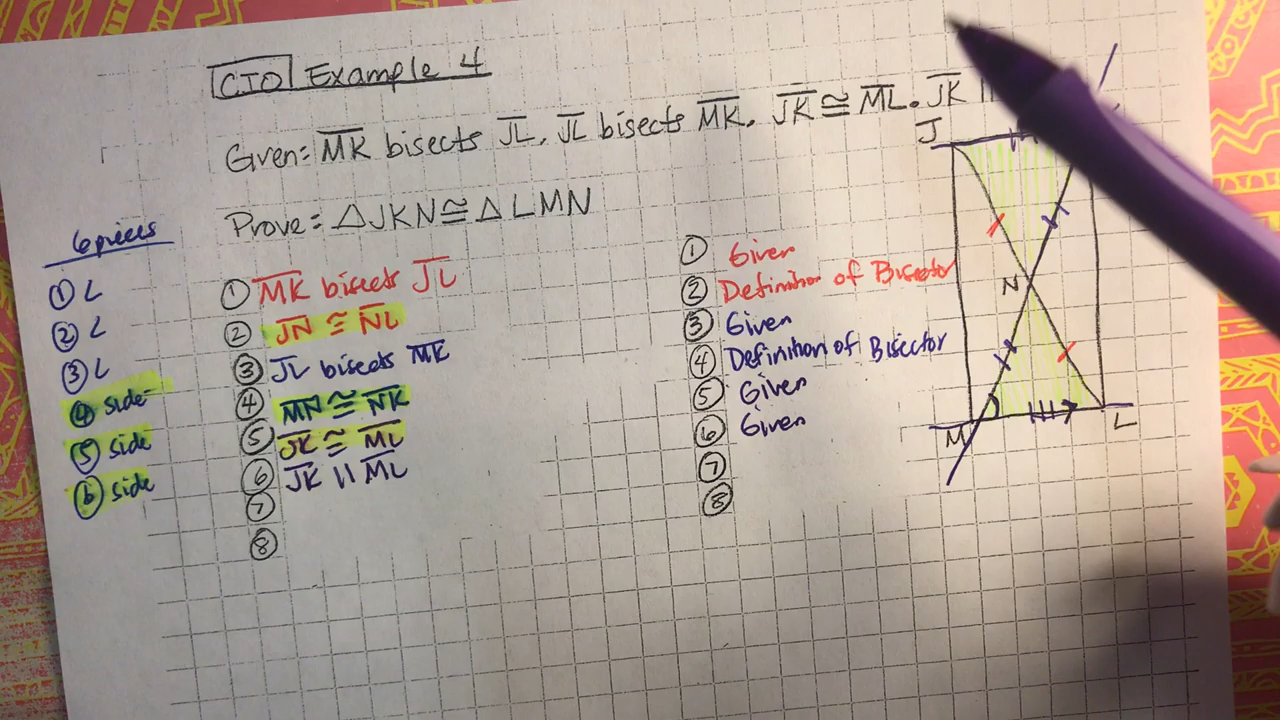 CIO Example 4
Given: MK bisects JL. JL bisects MK. JK ≅ ML. JK ||
Prove: △JKN ≅ △LMN
6 pieces
① L
② L
③ L
④ side
⑤ side
⑥ side
① MK bisects JL
② JN ≅ NL
③ JL bisects MK
④ MN ≅ NK
⑤ JK ≅ ML
⑥ JK || ML
⑦
⑧
① Given
② Definition of Bisector
③ Given
④ Definition of Bisector
⑤ Given
⑥ Given
⑦
⑧
J
N
M
L